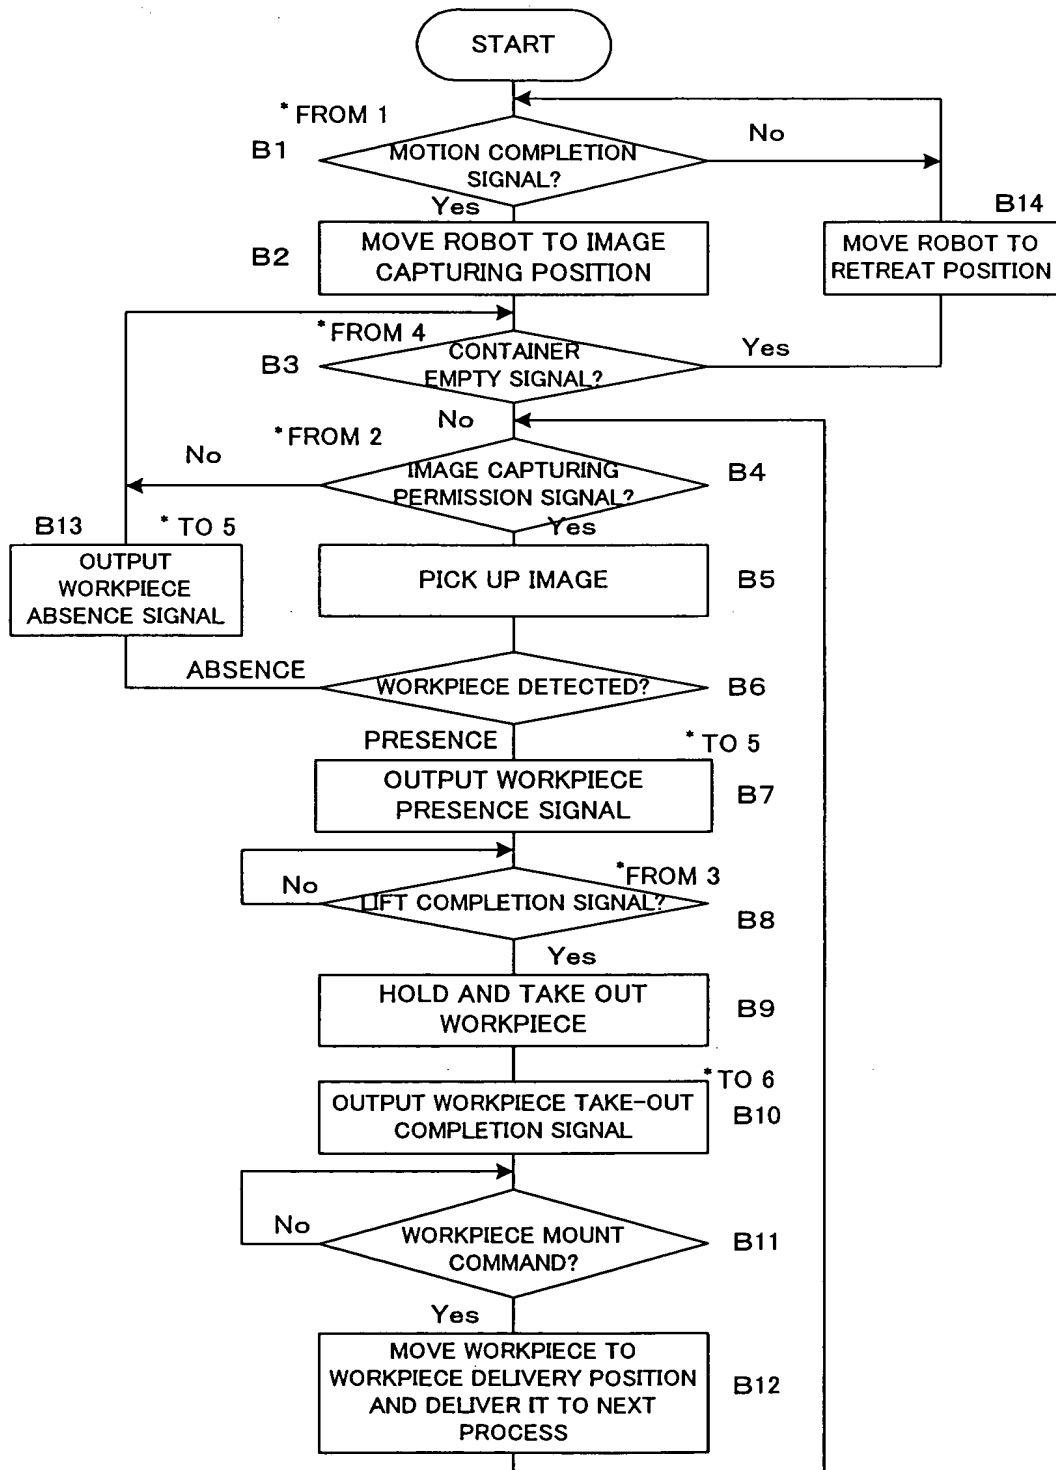 START
* FROM 1
No
B1
MOTION COMPLETION
SIGNAL?
Yes
B14
B2
MOVE ROBOT TO IMAGE
CAPTURING POSITION
MOVE ROBOT TO
RETREAT POSITION
*FROM 4
B3
CONTAINER
EMPTY SIGNAL?
Yes
No
*FROM 2
No
IMAGE CAPTURING
PERMISSION SIGNAL?
B4
Yes
B13
* TO 5
OUTPUT
WORKPIECE
ABSENCE SIGNAL
PICK UP IMAGE
B5
ABSENCE
WORKPIECE DETECTED?
B6
PRESENCE
* TO 5
OUTPUT WORKPIECE
PRESENCE SIGNAL
B7
*FROM 3
No
LIFT COMPLETION SIGNAL?
B8
Yes
HOLD AND TAKE OUT
WORKPIECE
B9
* TO 6
OUTPUT WORKPIECE TAKE-OUT
COMPLETION SIGNAL
B10
No
WORKPIECE MOUNT
COMMAND?
B11
Yes
MOVE WORKPIECE TO
WORKPIECE DELIVERY POSITION
AND DELIVER IT TO NEXT
PROCESS
B12